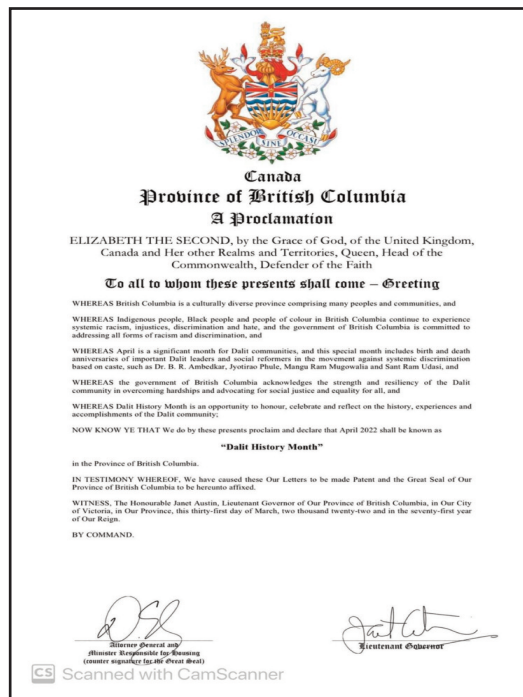 SPLENDOR SINE OCCASU
Canada
Province of British Columbia
A Proclamation
ELIZABETH THE SECOND, by the Grace of God, of the United Kingdom,
Canada and Her other Realms and Territories, Queen, Head of the
Commonwealth, Defender of the Faith
To all to whom these presents shall come – Greeting
WHEREAS British Columbia is a culturally diverse province comprising many peoples and communities, and
WHEREAS Indigenous people, Black people and people of colour in British Columbia continue to experience
systemic racism, injustices, discrimination and hate, and the government of British Columbia is committed to
addressing all forms of racism and discrimination, and
WHEREAS April is a significant month for Dalit communities, and this special month includes birth and death
anniversaries of important Dalit leaders and social reformers in the movement against systemic discrimination
based on caste, such as Dr. B. R. Ambedkar, Jyotirao Phule, Mangu Ram Mugowalia and Sant Ram Udasi, and
WHEREAS the government of British Columbia acknowledges the strength and resiliency of the Dalit
community in overcoming hardships and advocating for social justice and equality for all, and
WHEREAS Dalit History Month is an opportunity to honour, celebrate and reflect on the history, experiences and
accomplishments of the Dalit community;
NOW KNOW YE THAT We do by these presents proclaim and declare that April 2022 shall be known as
“Dalit History Month”
in the Province of British Columbia.
IN TESTIMONY WHEREOF, We have caused these Our Letters to be made Patent and the Great Seal of Our
Province of British Columbia to be hereunto affixed.
WITNESS, The Honourable Janet Austin, Lieutenant Governor of Our Province of British Columbia, in Our City
of Victoria, in Our Province, this thirty-first day of March, two thousand twenty-two and in the seventy-first year
of Our Reign.
BY COMMAND.
Attorney General and
Minister Responsible for Housing
(counter signature for the Great Seal)
Lieutenant Governor
CS Scanned with CamScanner